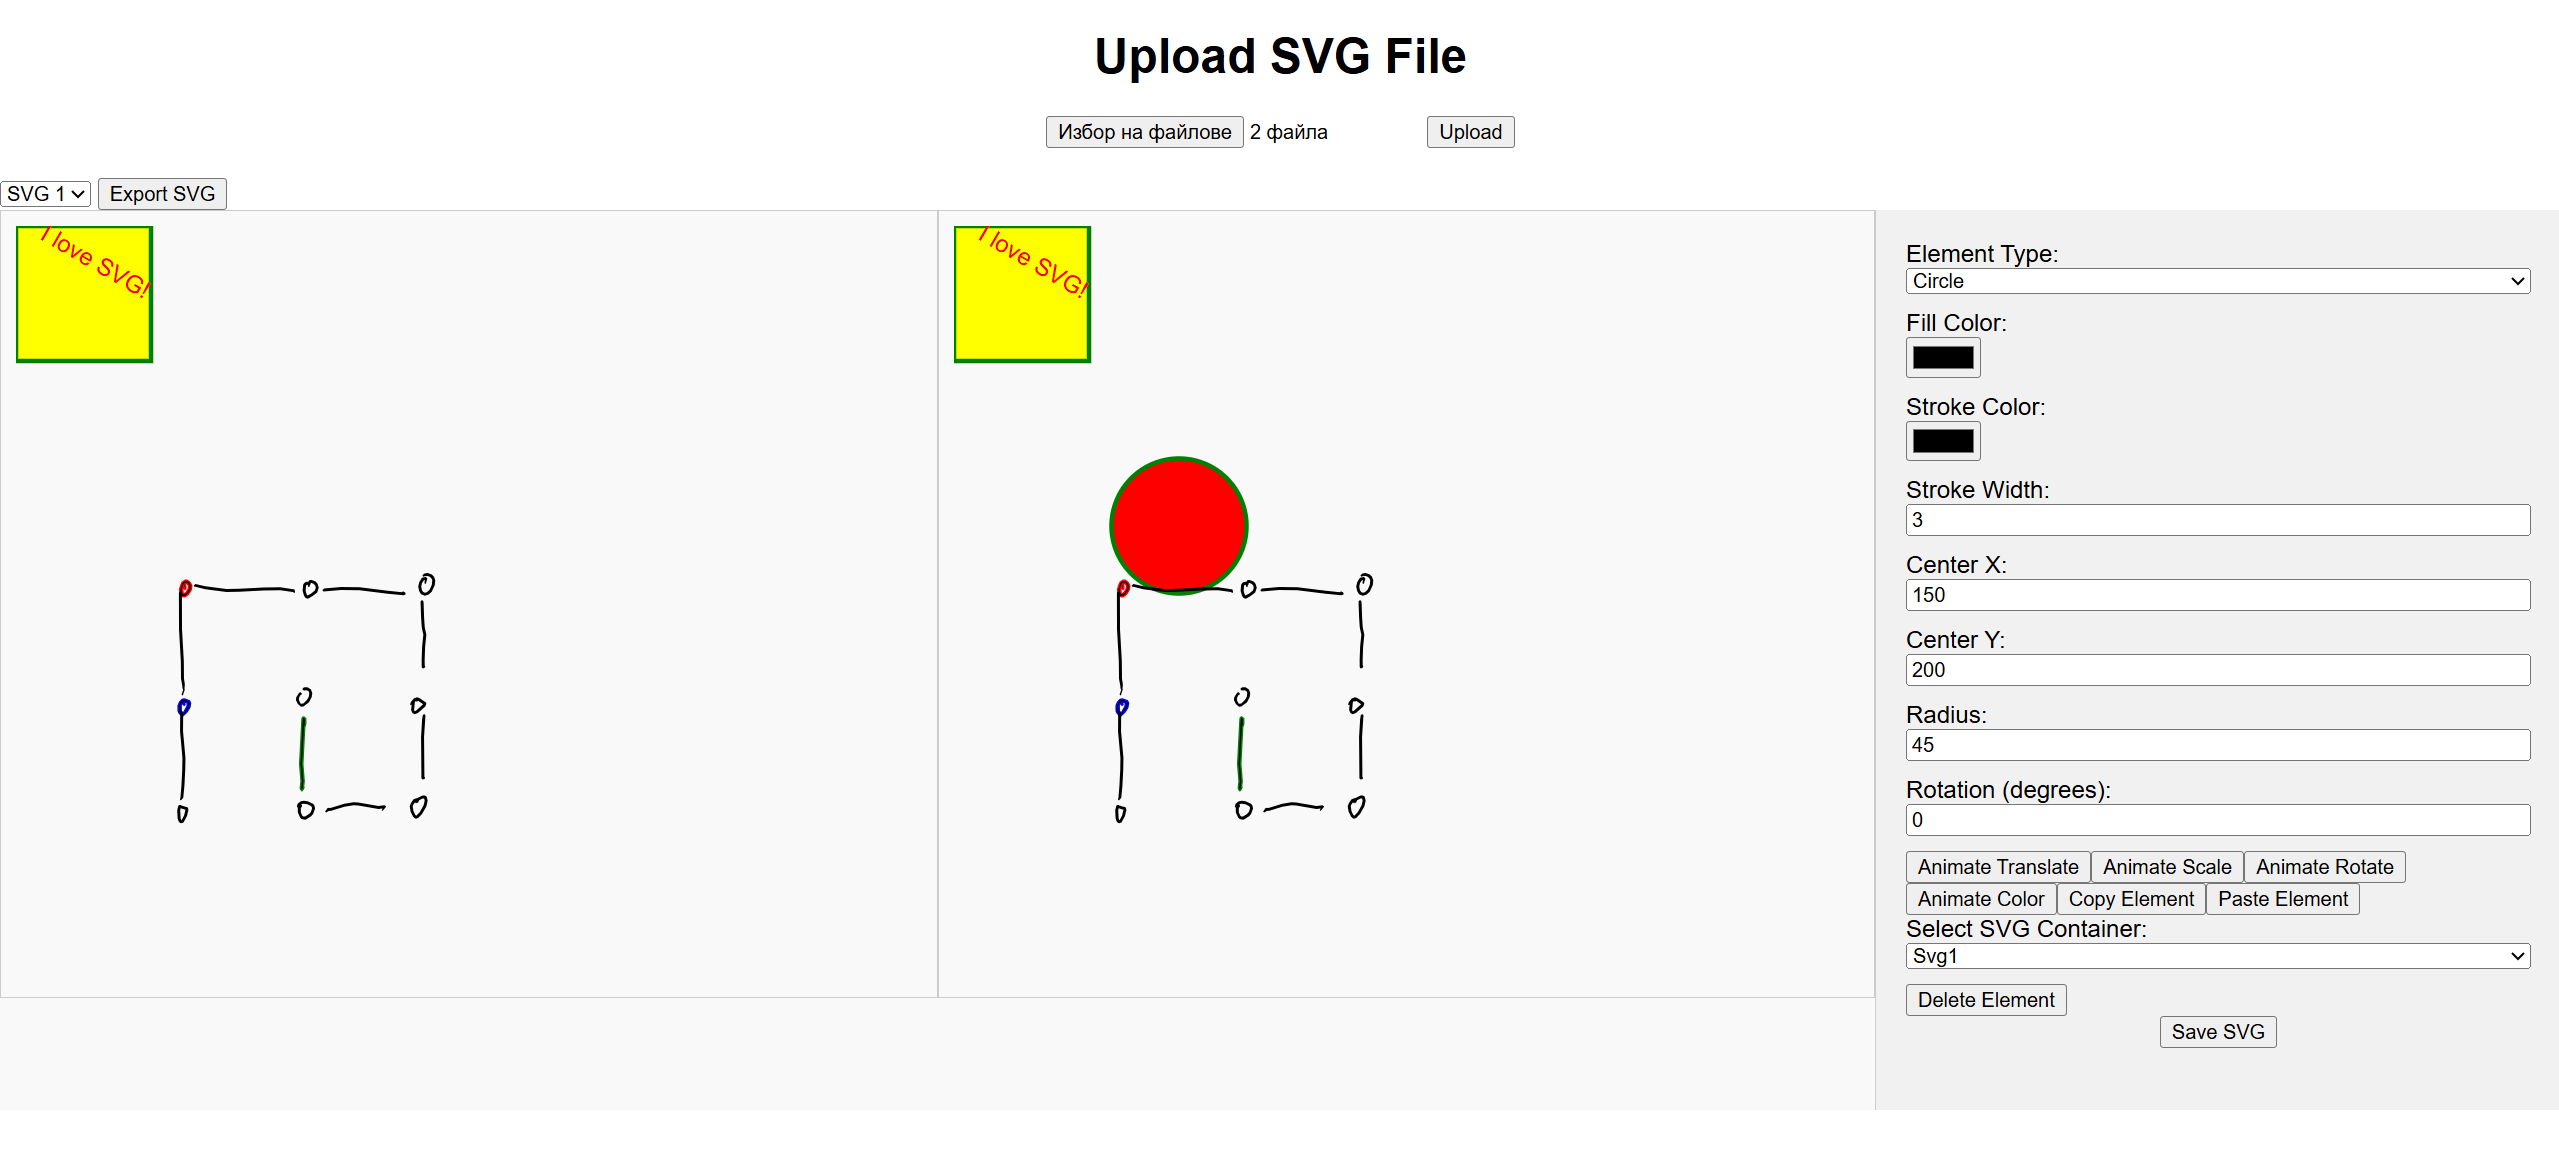 Upload SVG File
Избор на файлове 2 файла Upload
SVG 1 Export SVG
I love SVG!
I love SVG!
Element Type:
Circle
Fill Color:
Stroke Color:
Stroke Width:
3
Center X:
150
Center Y:
200
Radius:
45
Rotation (degrees):
0
Animate Translate Animate Scale Animate Rotate
Animate Color Copy Element Paste Element
Select SVG Container:
Svg1
Delete Element
Save SVG